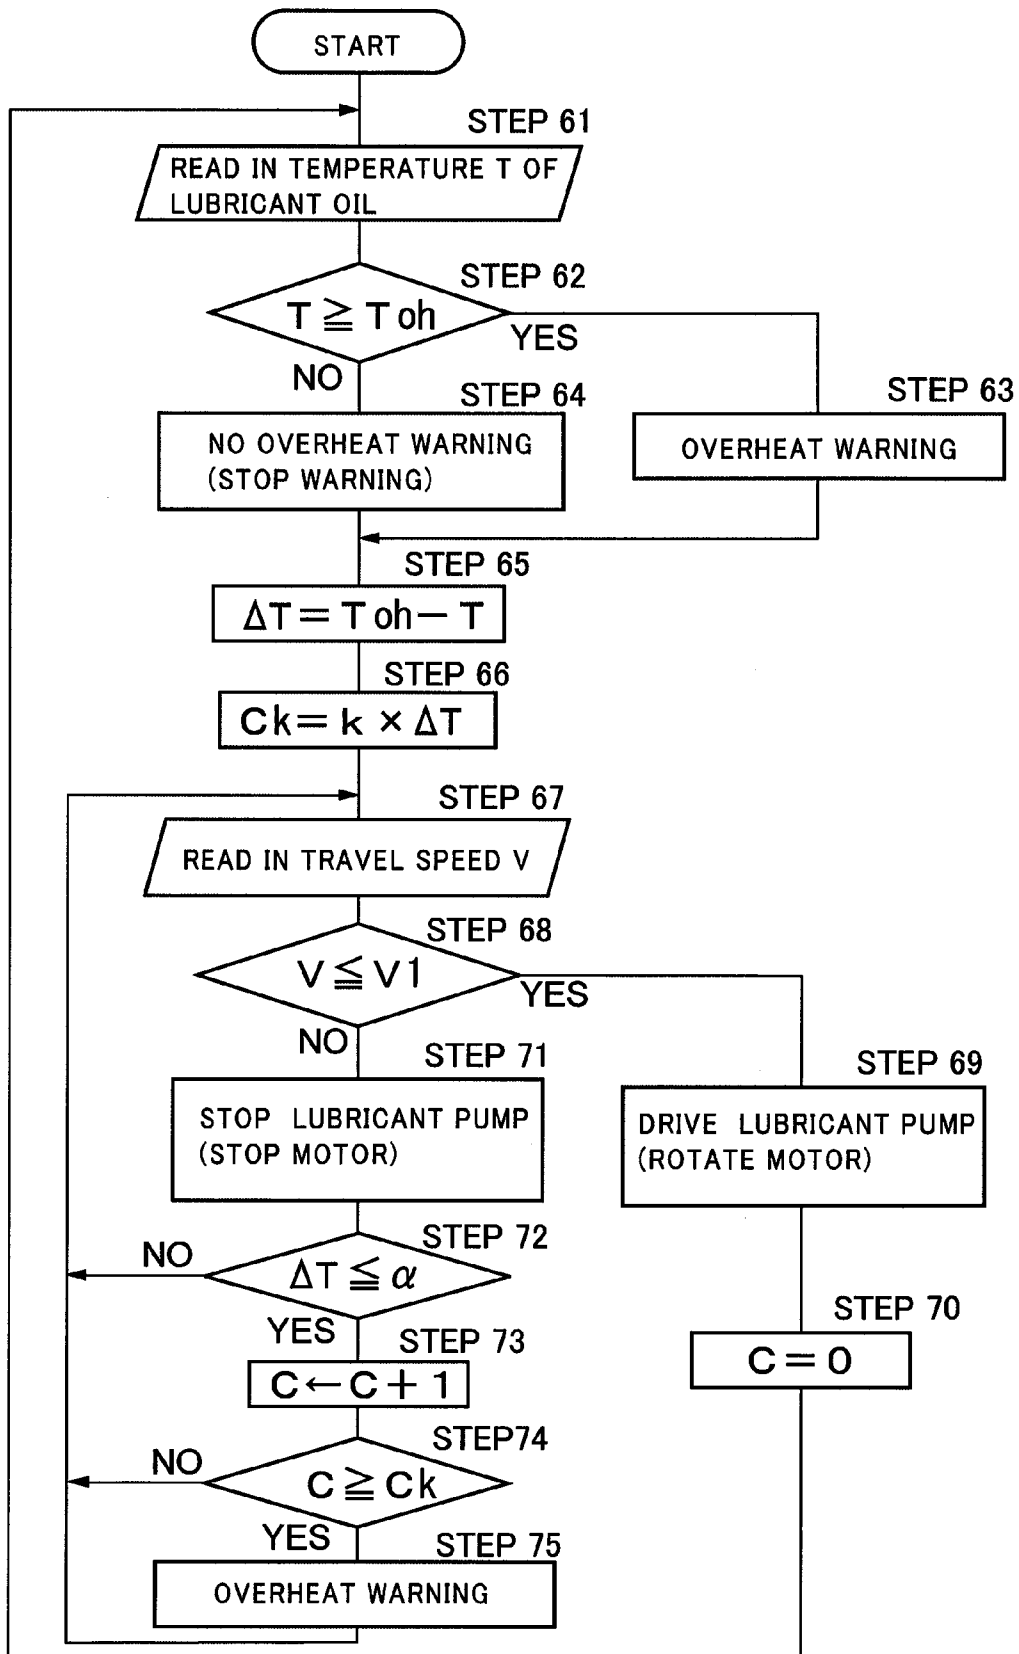 START
STEP 61
READ IN TEMPERATURE T OF
LUBRICANT OIL
STEP 62
T ≧ Toh
YES
NO
STEP 64
NO OVERHEAT WARNING
(STOP WARNING)
STEP 63
OVERHEAT WARNING
STEP 65
ΔT = Toh − T
STEP 66
Ck = k × ΔT
STEP 67
READ IN TRAVEL SPEED V
STEP 68
V ≦ V1
YES
NO
STEP 71
STOP LUBRICANT PUMP
(STOP MOTOR)
STEP 69
DRIVE LUBRICANT PUMP
(ROTATE MOTOR)
STEP 72
NO
ΔT ≦ α
YES
STEP 70
C = 0
STEP 73
C ← C + 1
STEP74
NO
C ≧ Ck
YES
STEP 75
OVERHEAT WARNING